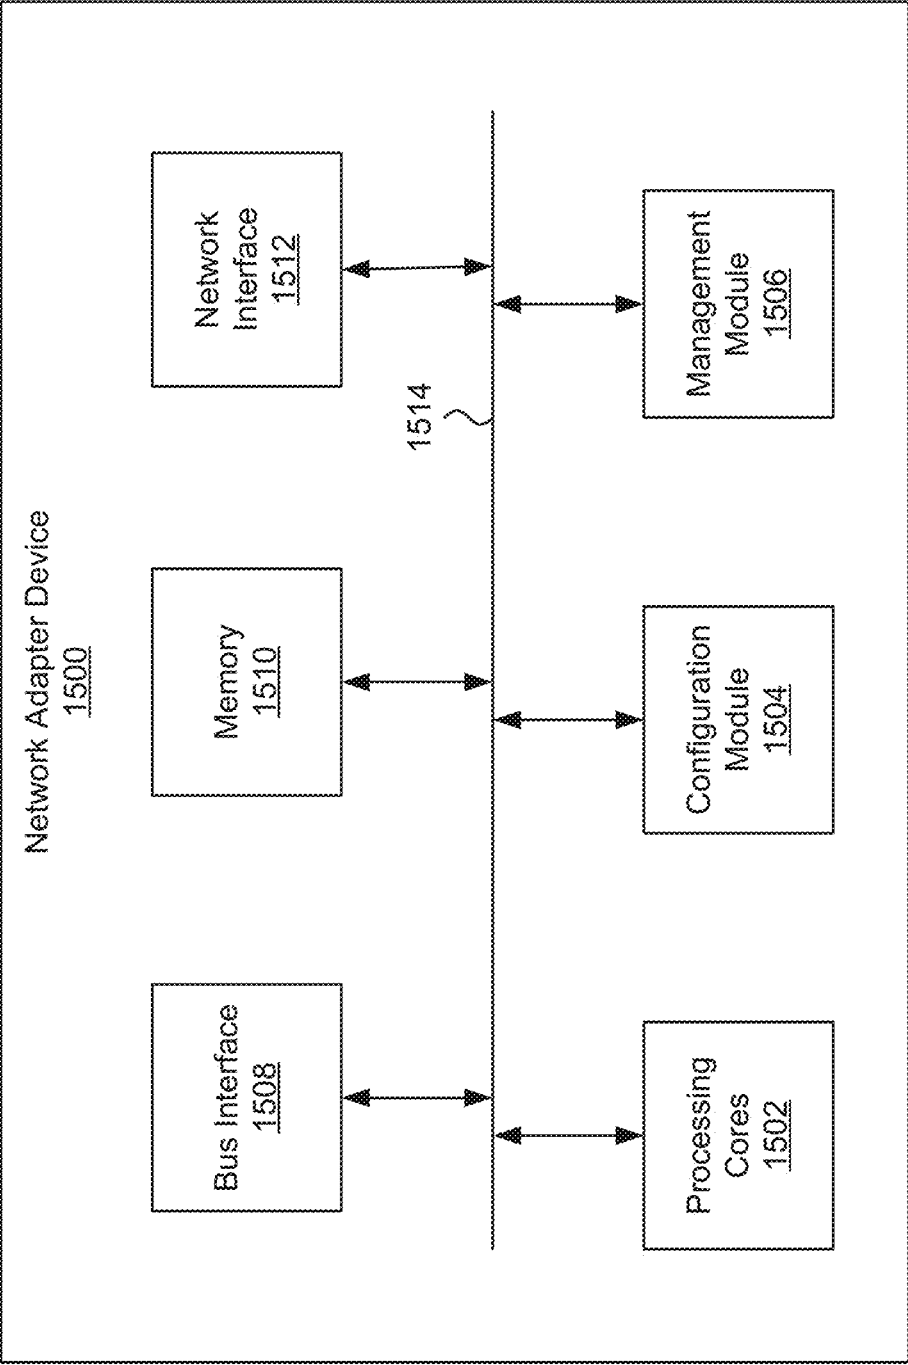 Network Adapter Device
1500
Bus Interface
1508
Memory
1510
Network
Interface
1512
1514
Processing
Cores
1502
Configuration
Module
1504
Management
Module
1506